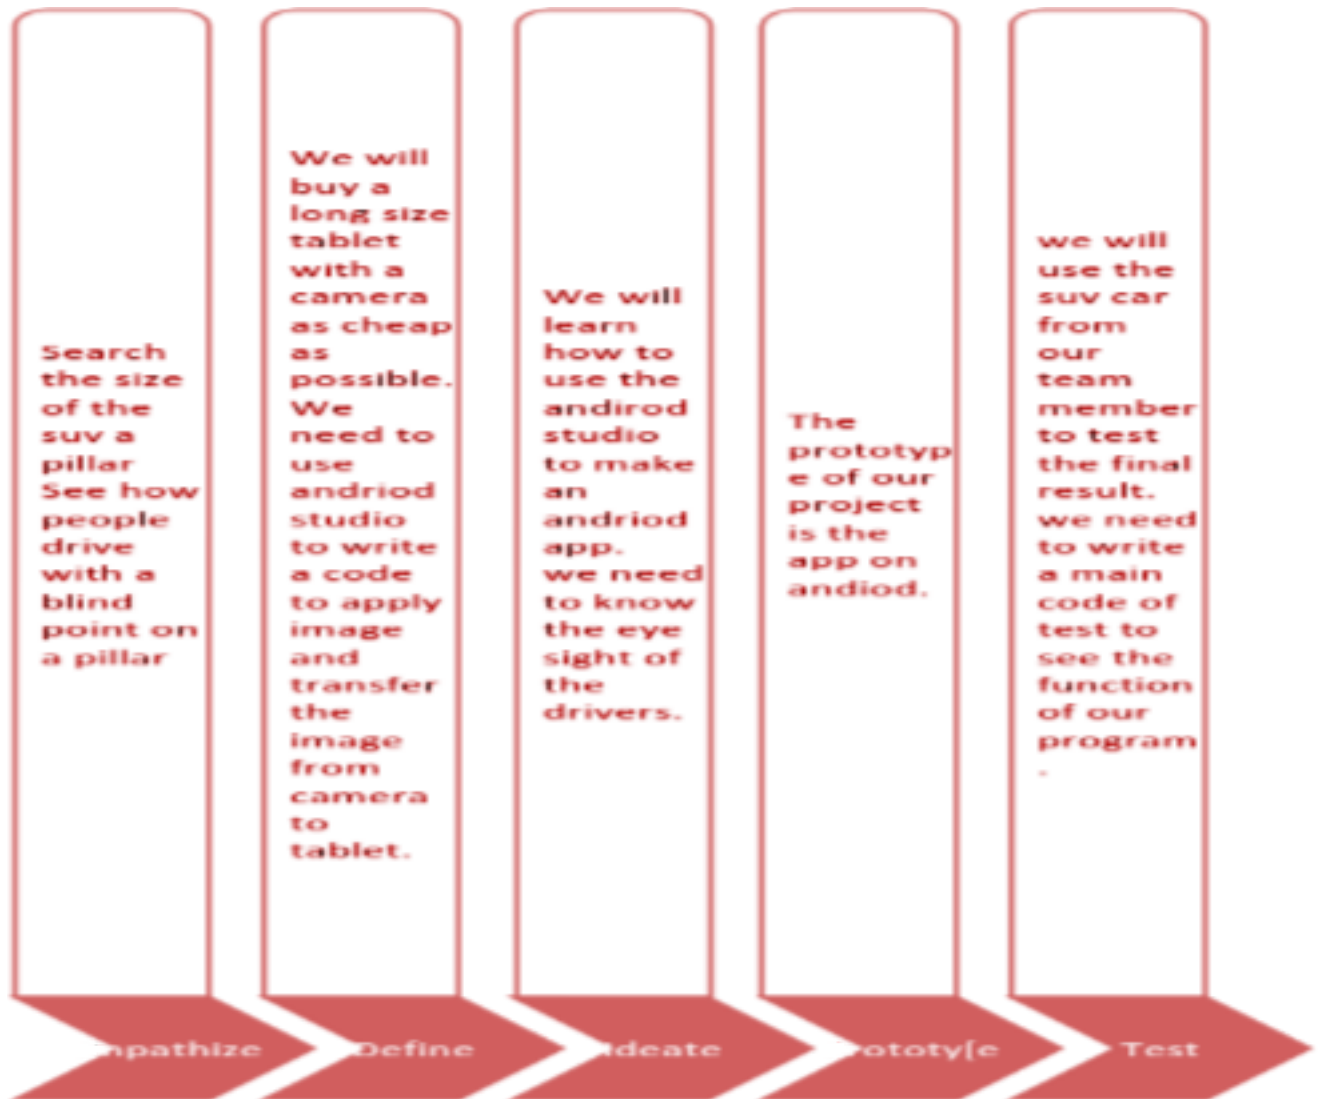 Search
the size
of the
suv a
pillar
See how
people
drive
with a
blind
point on
a pillar
We will
buy a
long size
tablet
with a
camera
as cheap
as
possible.
We
need to
use
andriod
studio
to write
a code
to apply
image
and
transfer
the
image
from
camera
to
tablet.
We will
learn
how to
use the
andirod
studio
to make
an
andriod
app.
we need
to know
the eye
sight of
the
drivers.
The
prototyp
e of our
project
is the
app on
andiod.
we will
use the
suv car
from
our
team
member
to test
the final
result.
we need
to write
a main
code of
test to
see the
function
of our
program
.
mpathize
Define
Ideate
rototy[e
Test